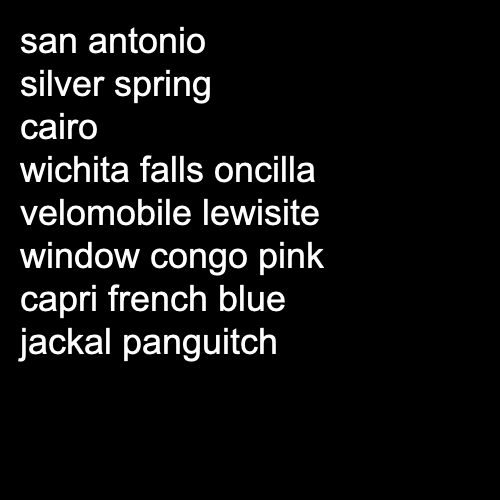 san antonio
silver spring
cairo
wichita falls oncilla
velomobile lewisite
window congo pink
capri french blue
jackal panguitch